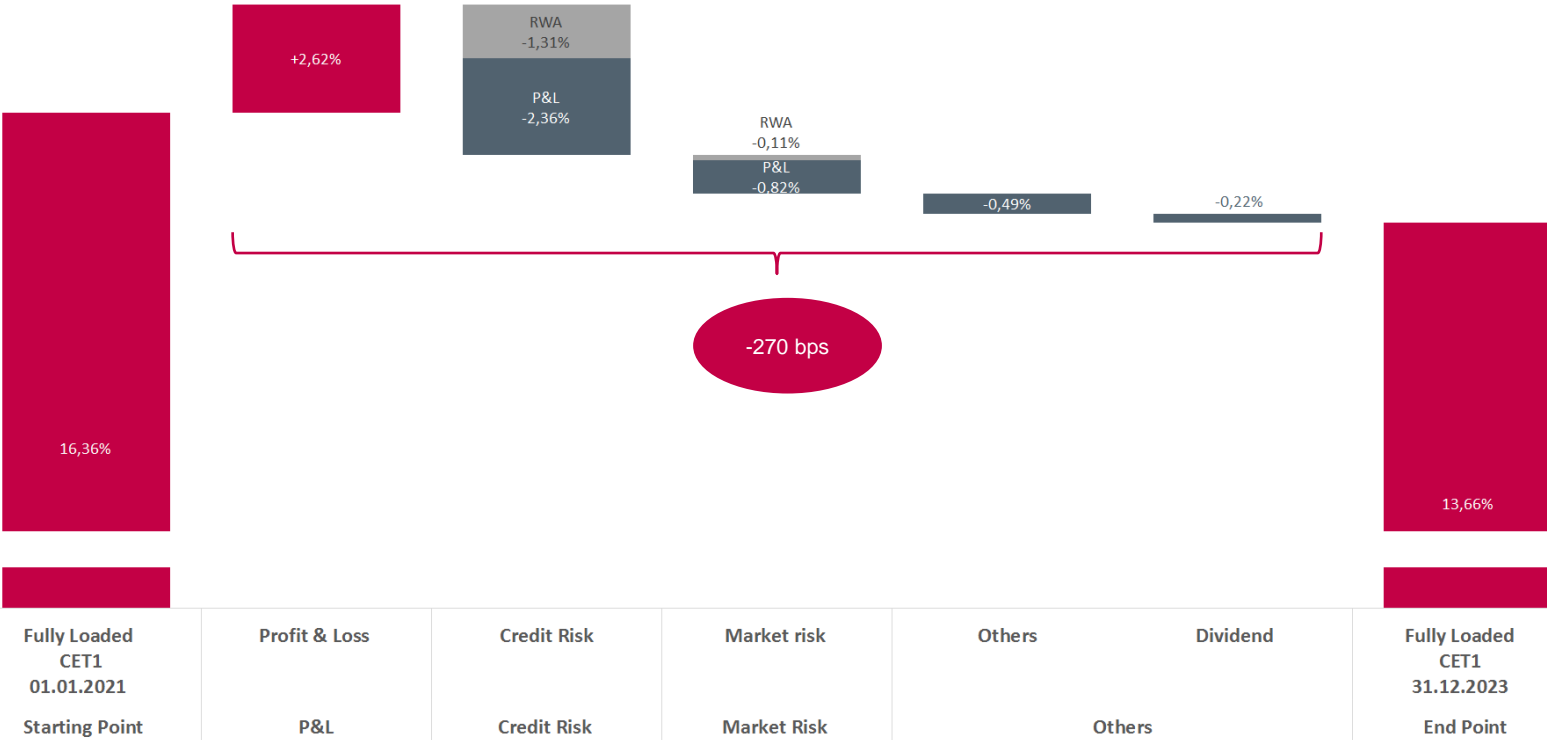 +2,62%
RWA
-1,31%
P&L
-2,36%
RWA
-0,11%
P&L
-0,82%
-0,49%
-0,22%
-270 bps
16,36%
13,66%
Fully Loaded
CET1
01.01.2021
Profit & Loss
Credit Risk
Market risk
Others
Dividend
Fully Loaded
CET1
31.12.2023
Starting Point
P&L
Credit Risk
Market Risk
Others
End Point